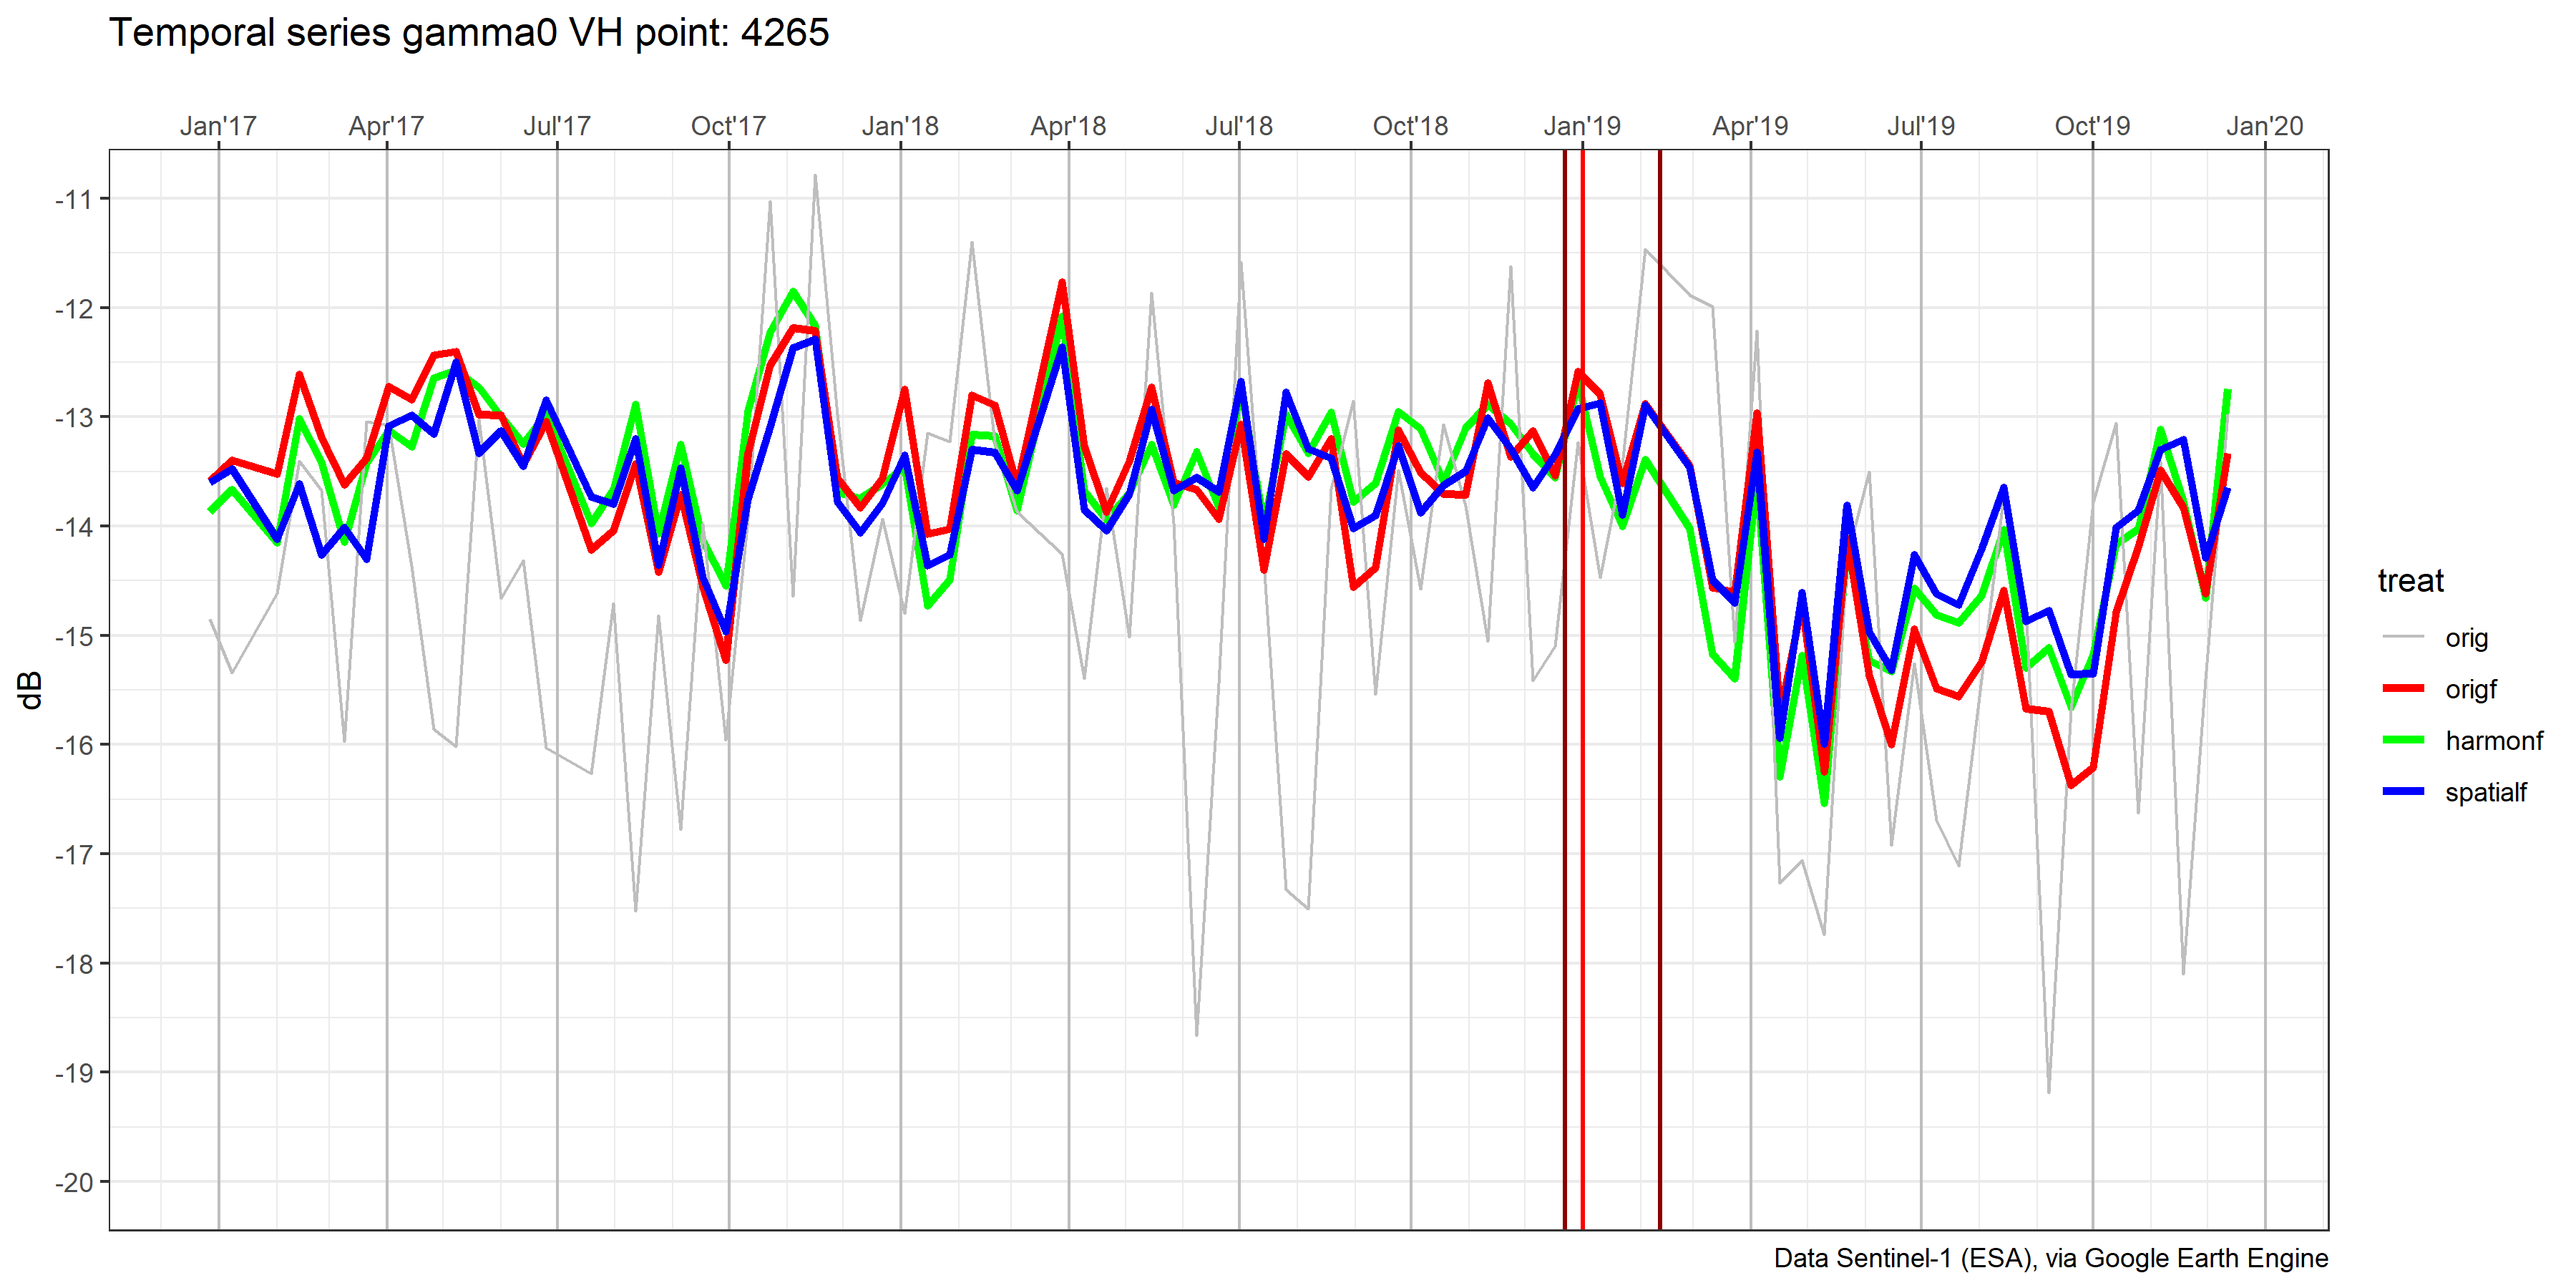 Temporal series gamma0 VH point: 4265
Jan'17 Apr'17 Jul'17 Oct'17 Jan'18 Apr'18 Jul'18 Oct'18 Jan'19 Apr'19 Jul'19 Oct'19 Jan'20
-11
-12
-13
-14
-15
-16
-17
-18
-19
-20
dB
treat
orig
origf
harmonf
spatialf
Data Sentinel-1 (ESA), via Google Earth Engine